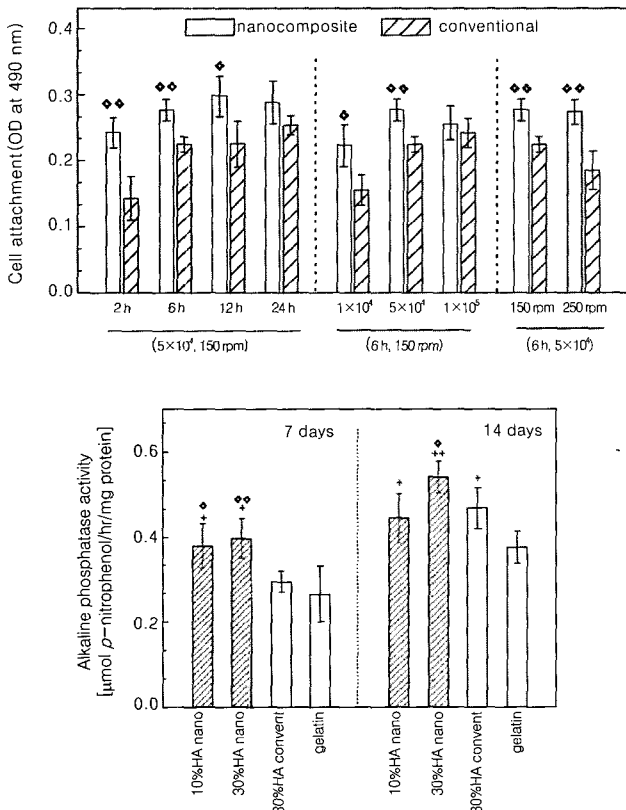 nanocomposite conventional
Cell attachment (OD at 490 nm)
0.3
0.2
0.1
0.0
2 h 6 h 12 h 24 h 1×10⁴ 5×10⁴ 1×10⁵ 150 rpm 250 rpm
(5×10⁴, 150 rpm) (6 h, 150 rpm) (6 h, 5×10⁴)
Alkaline phosphatase activity
[μmol p-nitrophenol/hr/mg protein]
7 days 14 days
0.6
0.4
0.2
0.0
+ + + ++ +
10%HA nano
30%HA nano
30%HA convent
gelatin
10%HA nano
30%HA nano
30%HA convent
gelatin